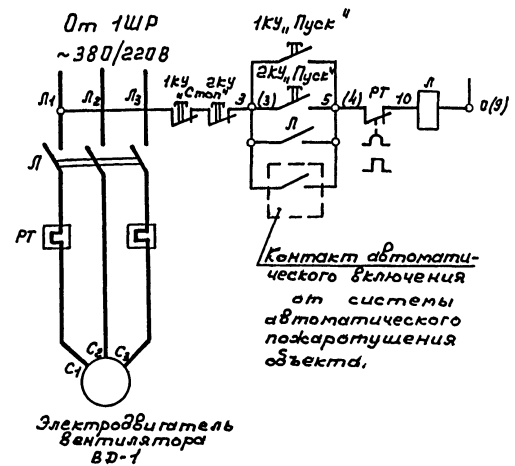 От 1ШР
~380/220В
1КУ„Пуск"
2КУ„Пуск"
1КУ 2КУ
„Стоп"
Л1 Л2 Л3
3 (3) 5 (4) РТ 10 Л 0(9)
Л
Л
РТ
Контакт автомати-
ческого включения
от системы
автоматического
пожаротушения
объекта.
С1 С2 С3
Электродвигатель
вентилятора
ВД-1